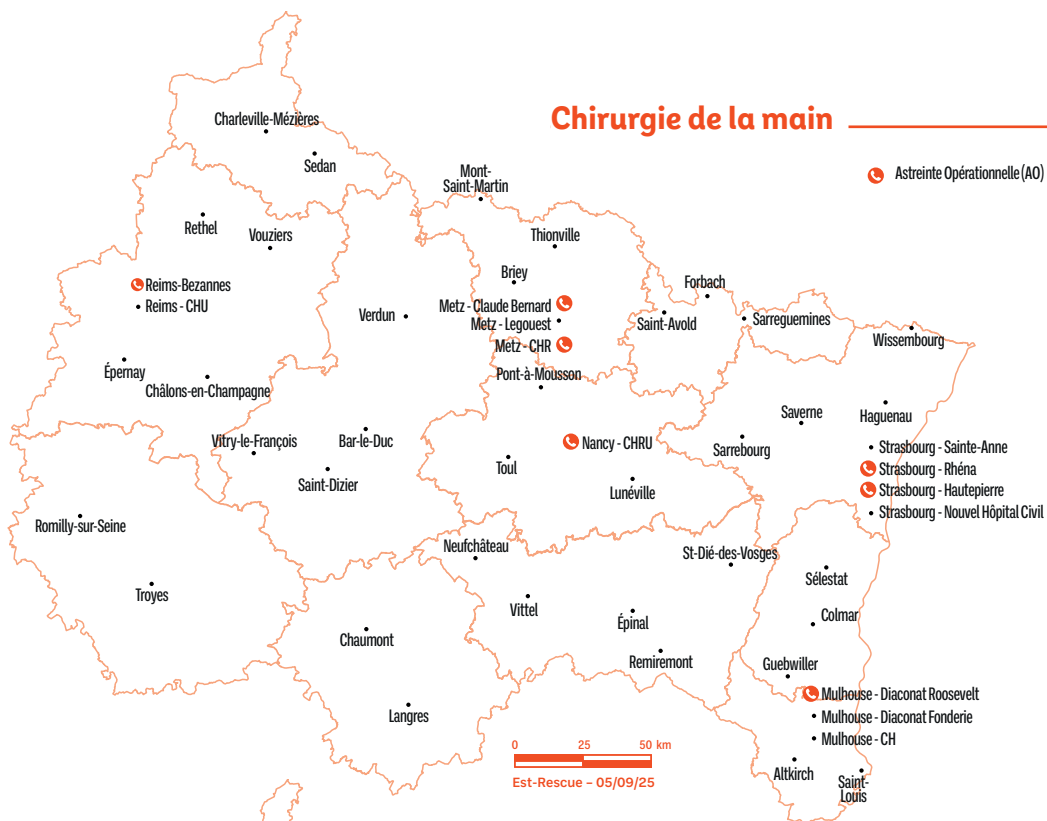 Chirurgie de la main
Astreinte Opérationnelle (AO)
Charleville-Mézières
Sedan
Mont-
Saint-Martin
Rethel
Vouziers
Thionville
Briey
Reims-Bezannes
Reims - CHU
Verdun
Metz - Claude Bernard
Metz - Legouest
Metz - CHR
Forbach
Saint-Avold
Sarreguemines
Wissembourg
Épernay
Châlons-en-Champagne
Pont-à-Mousson
Vitry-le-François
Bar-le-Duc
Saint-Dizier
Nancy - CHRU
Toul
Lunéville
Saverne
Sarrebourg
Haguenau
Strasbourg - Sainte-Anne
Strasbourg - Rhéna
Strasbourg - Hautepierre
Strasbourg - Nouvel Hôpital Civil
Romilly-sur-Seine
Troyes
Neufchâteau
St-Dié-des-Vosges
Vittel
Épinal
Remiremont
Sélestat
Colmar
Guebwiller
Chaumont
Langres
Mulhouse - Diaconat Roosevelt
Mulhouse - Diaconat Fonderie
Mulhouse - CH
Altkirch
Saint-
Louis
0 25 50 km
Est-Rescue – 05/09/25